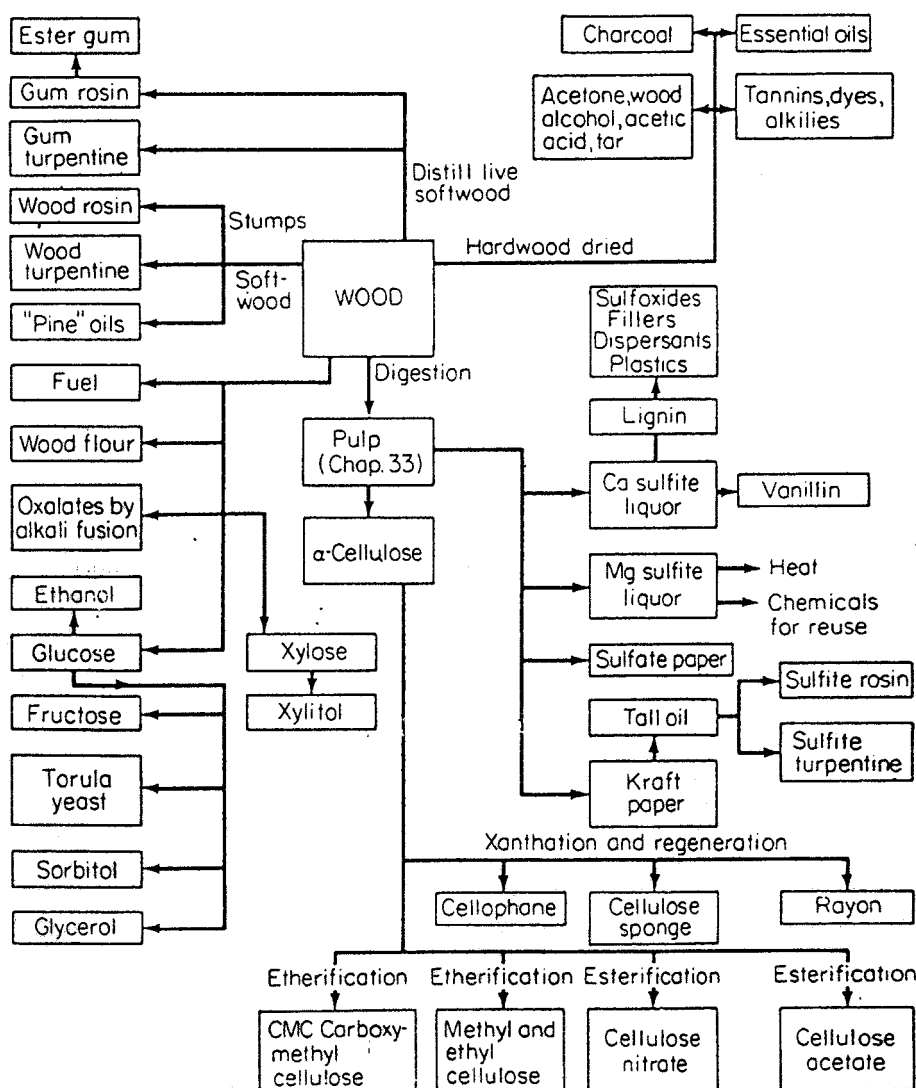 Ester gum
Gum rosin
Gum
turpentine
Wood rosin
Wood
turpentine
"Pine" oils
Fuel
Wood flour
Oxalates by
alkali fusion
Ethanol
Glucose
Fructose
Torula
yeast
Sorbitol
Glycerol
Distill live
softwood
Stumps
Soft-
wood
WOOD
Hardwood dried
Charcoal
Essential oils
Acetone, wood
alcohol, acetic
acid, tar
Tannins, dyes,
alkilies
Digestion
Pulp
(Chap. 33)
α-Cellulose
Xylose
Xylitol
Sulfoxides
Fillers
Dispersants
Plastics
Lignin
Ca sulfite
liquor
Vanillin
Mg sulfite
liquor
Heat
Chemicals
for reuse
Sulfate paper
Tall oil
Sulfite rosin
Sulfite
turpentine
Kraft
paper
Xanthation and regeneration
Cellophane
Cellulose
sponge
Rayon
Etherification
Etherification
Esterification
Esterification
CMC Carboxy-
methyl
cellulose
Methyl and
ethyl
cellulose
Cellulose
nitrate
Cellulose
acetate